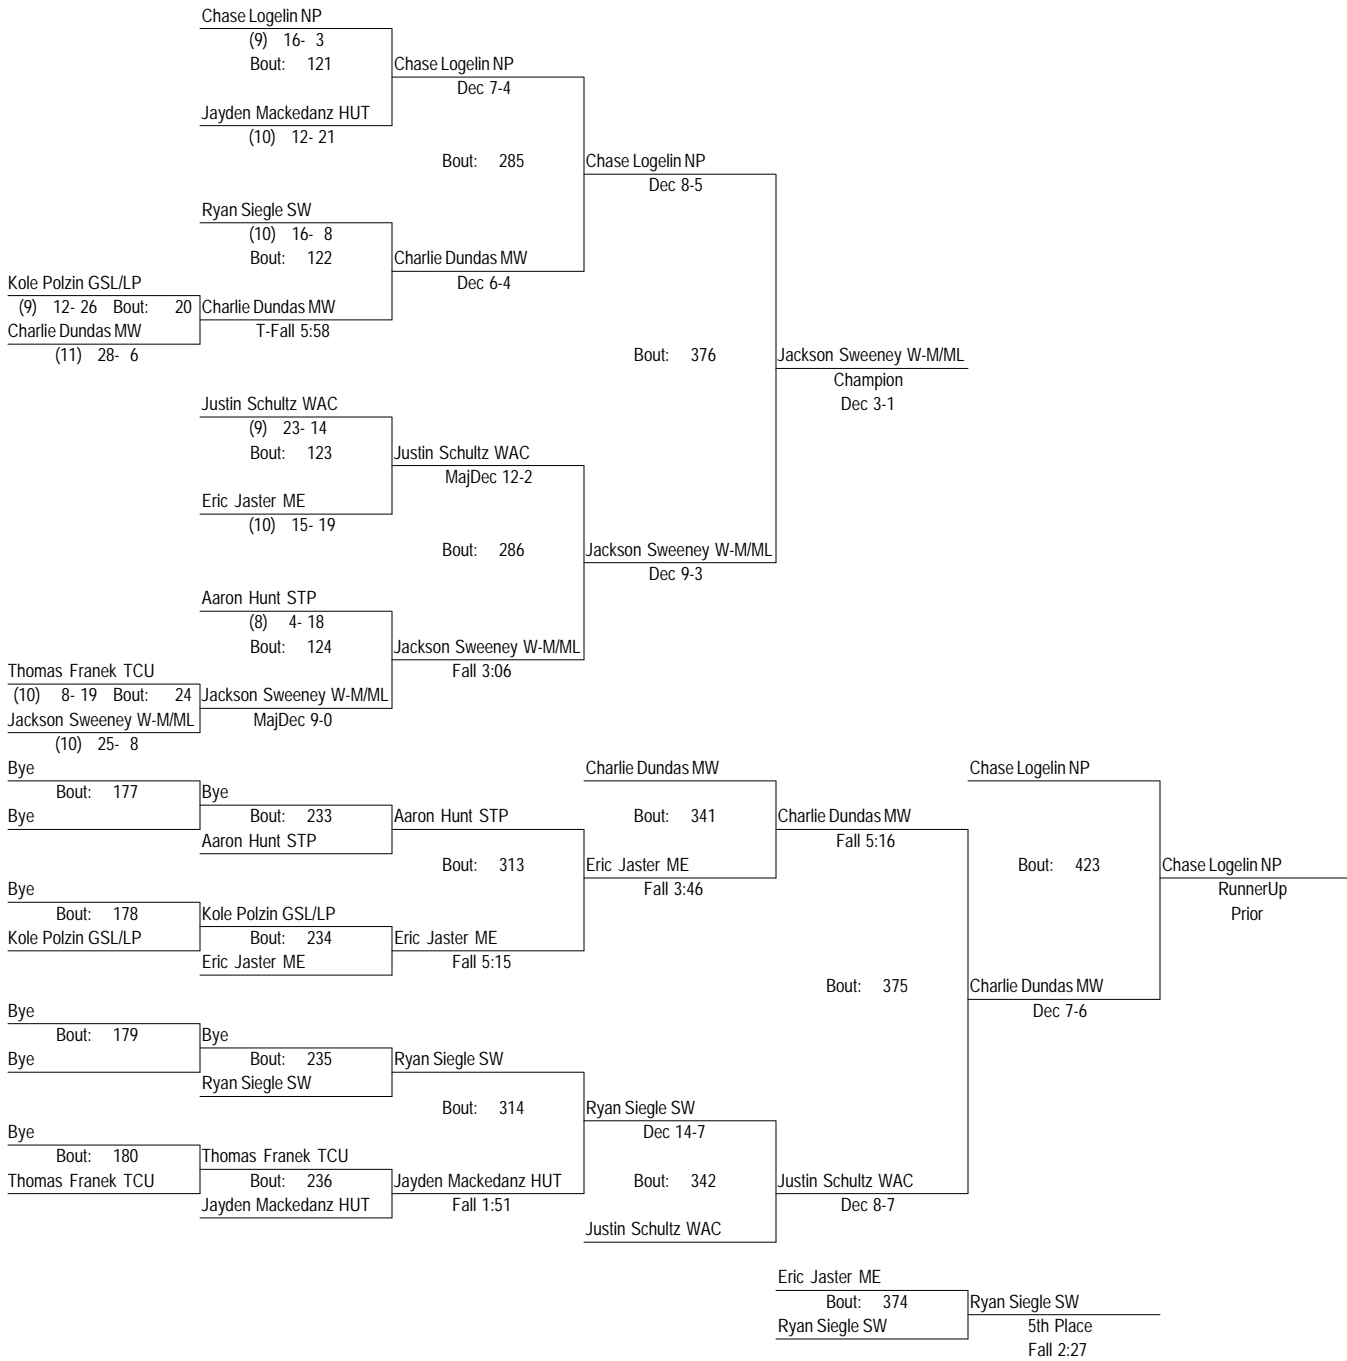 Chase Logelin NP
(9) 16- 3
Bout: 121
Chase Logelin NP
Dec 7-4
Jayden Mackedanz HUT
(10) 12- 21
Bout: 285
Chase Logelin NP
Dec 8-5
Ryan Siegle SW
(10) 16- 8
Bout: 122
Charlie Dundas MW
Dec 6-4
Kole Polzin GSL/LP
(9) 12- 26 Bout: 20
Charlie Dundas MW
Charlie Dundas MW
T-Fall 5:58
(11) 28- 6
Bout: 376
Jackson Sweeney W-M/ML
Champion
Dec 3-1
Justin Schultz WAC
(9) 23- 14
Bout: 123
Justin Schultz WAC
MajDec 12-2
Eric Jaster ME
(10) 15- 19
Bout: 286
Jackson Sweeney W-M/ML
Dec 9-3
Aaron Hunt STP
(8) 4- 18
Bout: 124
Jackson Sweeney W-M/ML
Fall 3:06
Thomas Franek TCU
(10) 8- 19 Bout: 24
Jackson Sweeney W-M/ML
Jackson Sweeney W-M/ML
MajDec 9-0
(10) 25- 8
Bye
Bout: 177
Bye
Bye
Bout: 233
Aaron Hunt STP
Aaron Hunt STP
Charlie Dundas MW
Bout: 341
Charlie Dundas MW
Fall 5:16
Chase Logelin NP
Bout: 313
Eric Jaster ME
Fall 3:46
Bout: 423
Chase Logelin NP
RunnerUp
Prior
Bye
Bout: 178
Kole Polzin GSL/LP
Kole Polzin GSL/LP
Bout: 234
Eric Jaster ME
Eric Jaster ME
Fall 5:15
Bout: 375
Charlie Dundas MW
Dec 7-6
Bye
Bout: 179
Bye
Bye
Bout: 235
Ryan Siegle SW
Ryan Siegle SW
Bout: 314
Ryan Siegle SW
Dec 14-7
Bye
Bout: 180
Thomas Franek TCU
Thomas Franek TCU
Bout: 236
Jayden Mackedanz HUT
Jayden Mackedanz HUT
Fall 1:51
Bout: 342
Justin Schultz WAC
Dec 8-7
Justin Schultz WAC
Eric Jaster ME
Bout: 374
Ryan Siegle SW
Ryan Siegle SW
5th Place
Fall 2:27